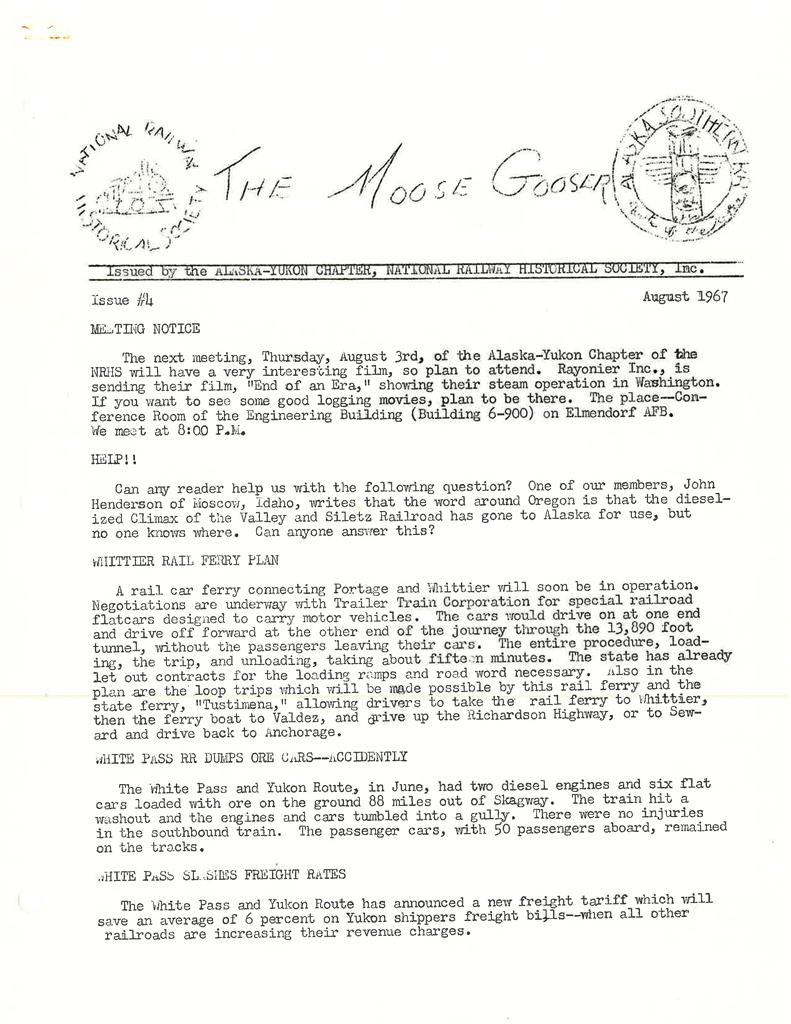 NATIONAL RAILWAY HISTORICAL SOCIETY
THE MOOSE GOOSER
ALASKA SOUTHERN RR
Issued by the ALASKA-YUKON CHAPTER, NATIONAL RAILWAY HISTORICAL SOCIETY, Inc.
Issue #4
August 1967
MEETING NOTICE
The next meeting, Thursday, August 3rd, of the Alaska-Yukon Chapter of the
NRHS will have a very interesting film, so plan to attend. Rayonier Inc., is
sending their film, "End of an Era," showing their steam operation in Washington.
If you want to see some good logging movies, plan to be there. The place--Con-
ference Room of the Engineering Building (Building 6-900) on Elmendorf AFB.
We meet at 8:00 P.M.
HELP!!
Can any reader help us with the following question? One of our members, John
Henderson of Moscow, Idaho, writes that the word around Oregon is that the diesel-
ized Climax of the Valley and Siletz Railroad has gone to Alaska for use, but
no one knows where. Can anyone answer this?
WHITTIER RAIL FERRY PLAN
A rail car ferry connecting Portage and Whittier will soon be in operation.
Negotiations are underway with Trailer Train Corporation for special railroad
flatcars designed to carry motor vehicles. The cars would drive on at one end
and drive off forward at the other end of the journey through the 13,890 foot
tunnel, without the passengers leaving their cars. The entire procedure, load-
ing, the trip, and unloading, taking about fifteen minutes. The state has already
let out contracts for the loading ramps and road word necessary. Also in the
plan are the loop trips which will be made possible by this rail ferry and the
state ferry, "Tustimena," allowing drivers to take the rail ferry to Whittier,
then the ferry boat to Valdez, and drive up the Richardson Highway, or to Sew-
ard and drive back to Anchorage.
WHITE PASS RR DUMPS ORE CARS--ACCIDENTLY
The White Pass and Yukon Route, in June, had two diesel engines and six flat
cars loaded with ore on the ground 88 miles out of Skagway. The train hit a
washout and the engines and cars tumbled into a gully. There were no injuries
in the southbound train. The passenger cars, with 50 passengers aboard, remained
on the tracks.
WHITE PASS SLASHES FREIGHT RATES
The White Pass and Yukon Route has announced a new freight tariff which will
save an average of 6 percent on Yukon shippers freight bills--when all other
railroads are increasing their revenue charges.